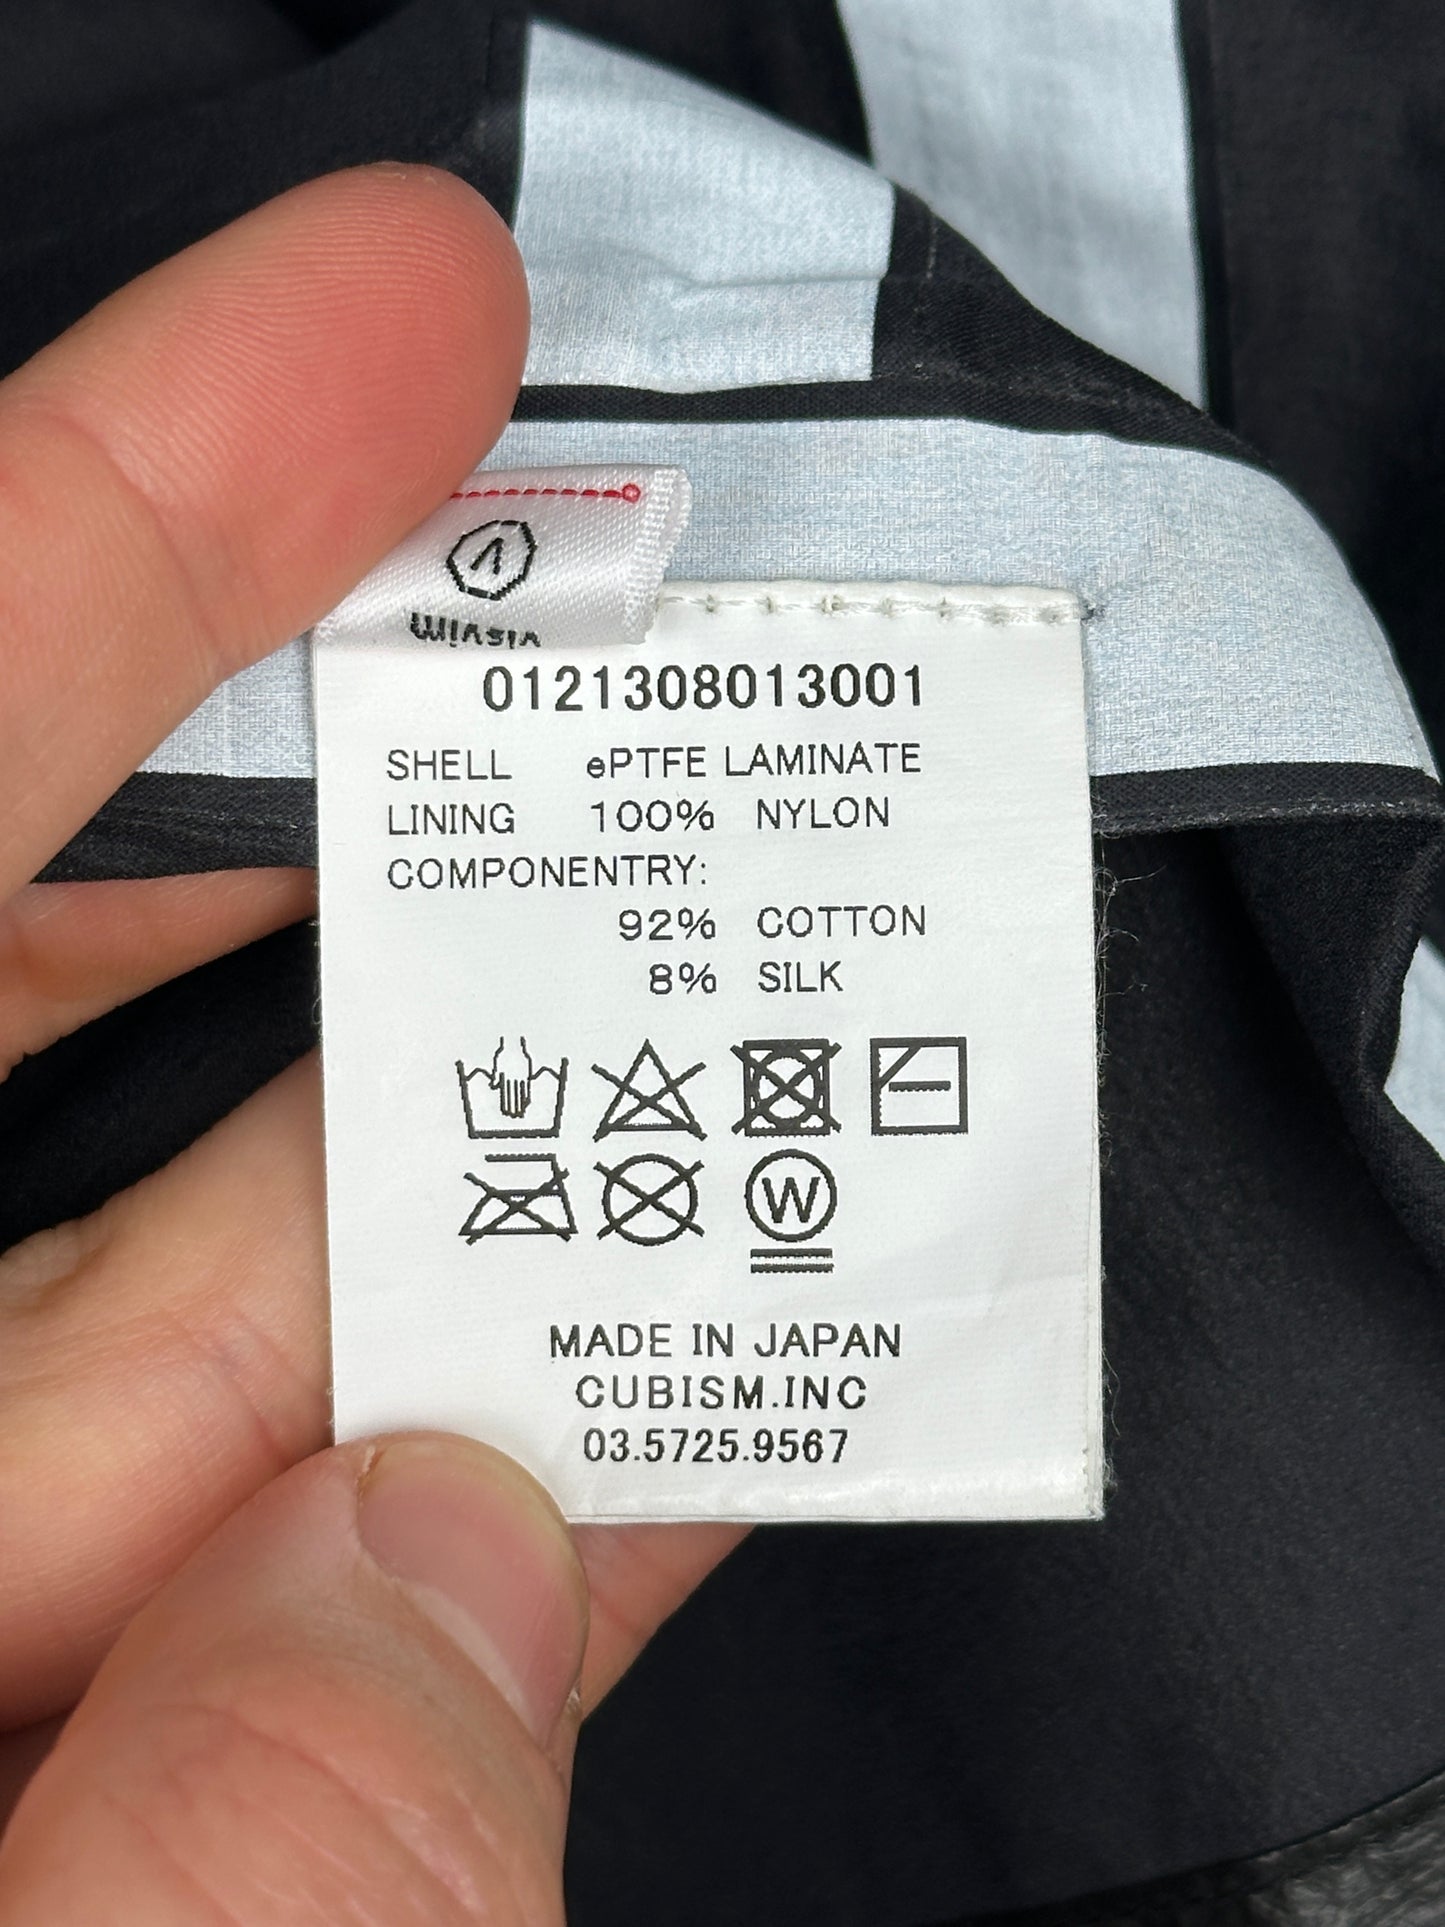 visvim
0121308013001
SHELL ePTFE LAMINATE
LINING 100% NYLON
COMPONENTRY:
92% COTTON
8% SILK
W
MADE IN JAPAN
CUBISM.INC
03.5725.9567